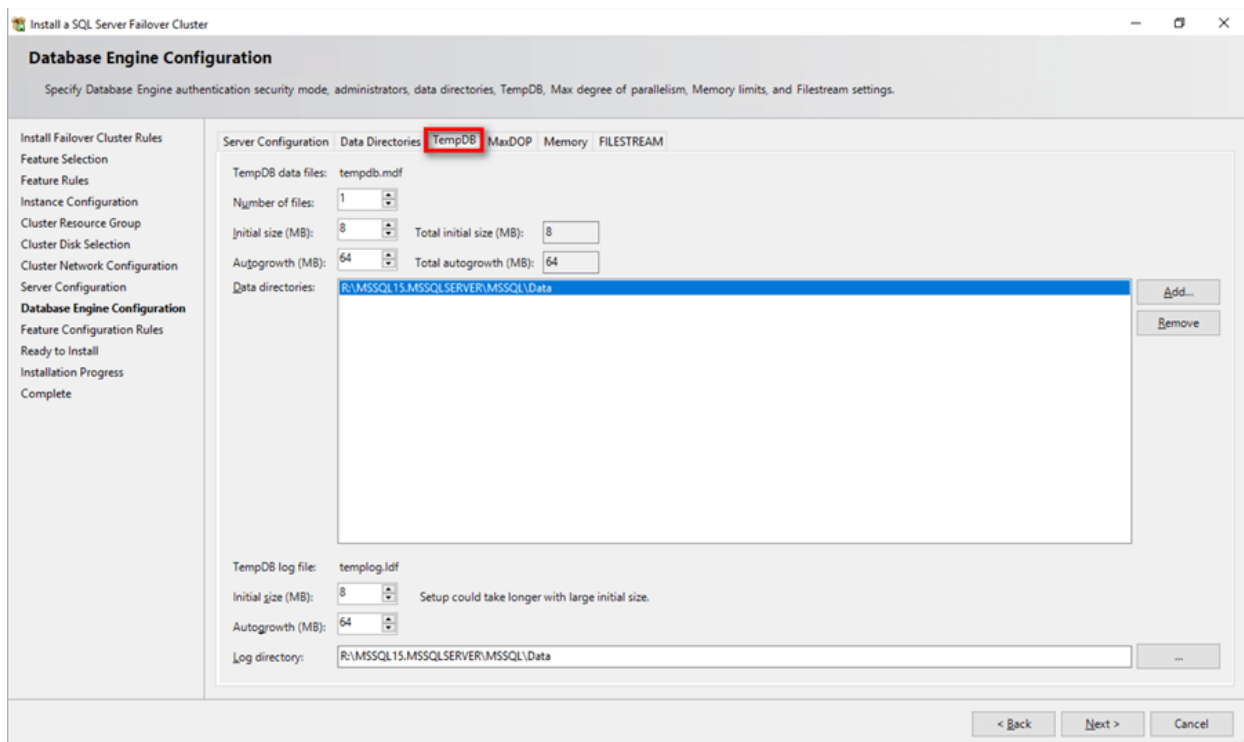 Install a SQL Server Failover Cluster
Database Engine Configuration
Specify Database Engine authentication security mode, administrators, data directories, TempDB, Max degree of parallelism, Memory limits, and Filestream settings.
Install Failover Cluster Rules
Feature Selection
Feature Rules
Instance Configuration
Cluster Resource Group
Cluster Disk Selection
Cluster Network Configuration
Server Configuration
Database Engine Configuration
Feature Configuration Rules
Ready to Install
Installation Progress
Complete
Server Configuration Data Directories TempDB MaxDOP Memory FILESTREAM
TempDB data files: tempdb.mdf
Number of files: 1
Initial size (MB): 8 Total initial size (MB): 8
Autogrowth (MB): 64 Total autogrowth (MB): 64
Data directories: R:\MSSQL15.MSSQLSERVER\MSSQL\Data
Add...
Remove
TempDB log file: templog.ldf
Initial size (MB): 8 Setup could take longer with large initial size.
Autogrowth (MB): 64
Log directory: R:\MSSQL15.MSSQLSERVER\MSSQL\Data ...
< Back Next > Cancel